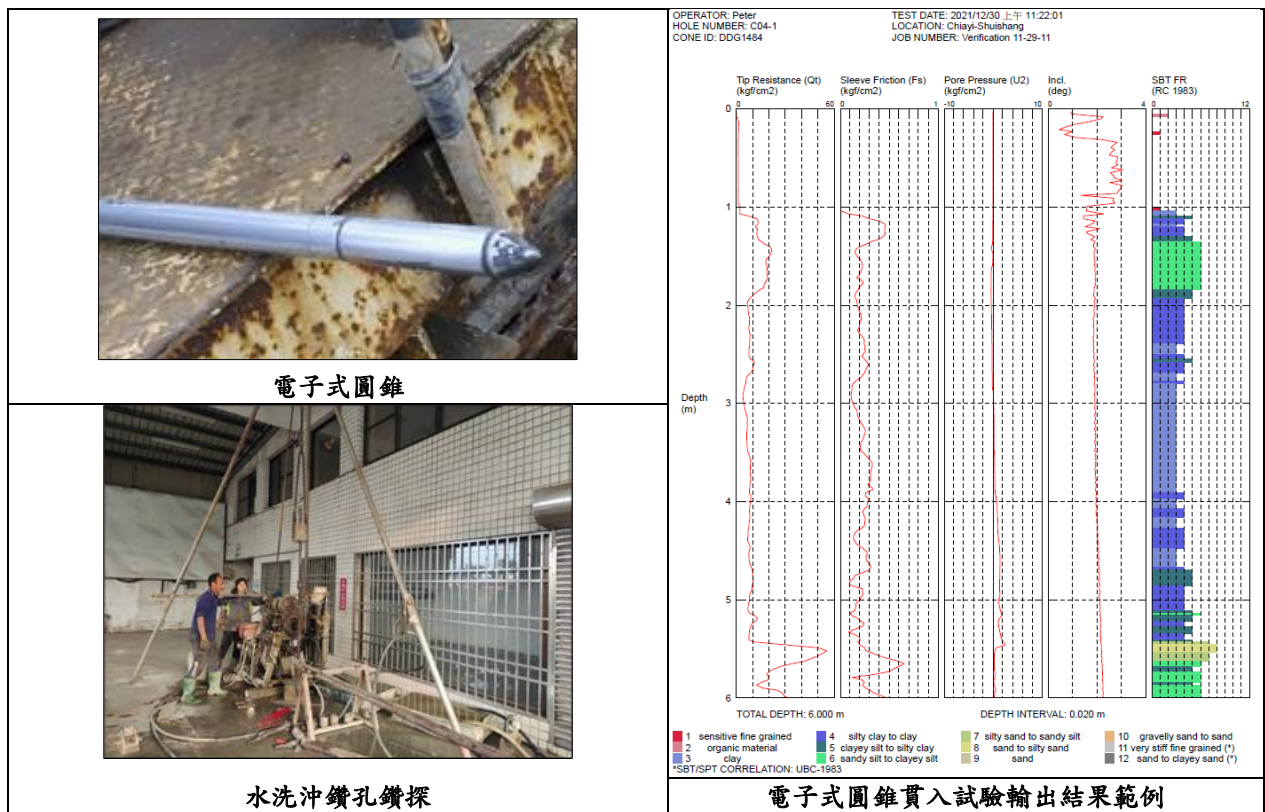 電子式圓錐
水洗沖鑽孔鑽探
OPERATOR: Peter
HOLE NUMBER: C04-1
CONE ID: DDG1484
TEST DATE: 2021/12/30 上午 11:22:01
LOCATION: Chiayi-Shuishang
JOB NUMBER: Verification 11-29-11
Tip Resistance (Qt)
(kgf/cm2)
Sleeve Friction (Fs)
(kgf/cm2)
Pore Pressure (U2)
(kgf/cm2)
Incl.
(deg)
SBT FR
(RC 1983)
0 60
0 1
-10 10
0 4
0 12
0
1
2
Depth
(m)
3
4
5
6
TOTAL DEPTH: 6.000 m
DEPTH INTERVAL: 0.020 m
1 sensitive fine grained
2 organic material
3 clay
4 silty clay to clay
5 clayey silt to silty clay
6 sandy silt to clayey silt
7 silty sand to sandy silt
8 sand to silty sand
9 sand
10 gravelly sand to sand
11 very stiff fine grained (*)
12 sand to clayey sand (*)
*SBT/SPT CORRELATION: UBC-1983
電子式圓錐貫入試驗輸出結果範例